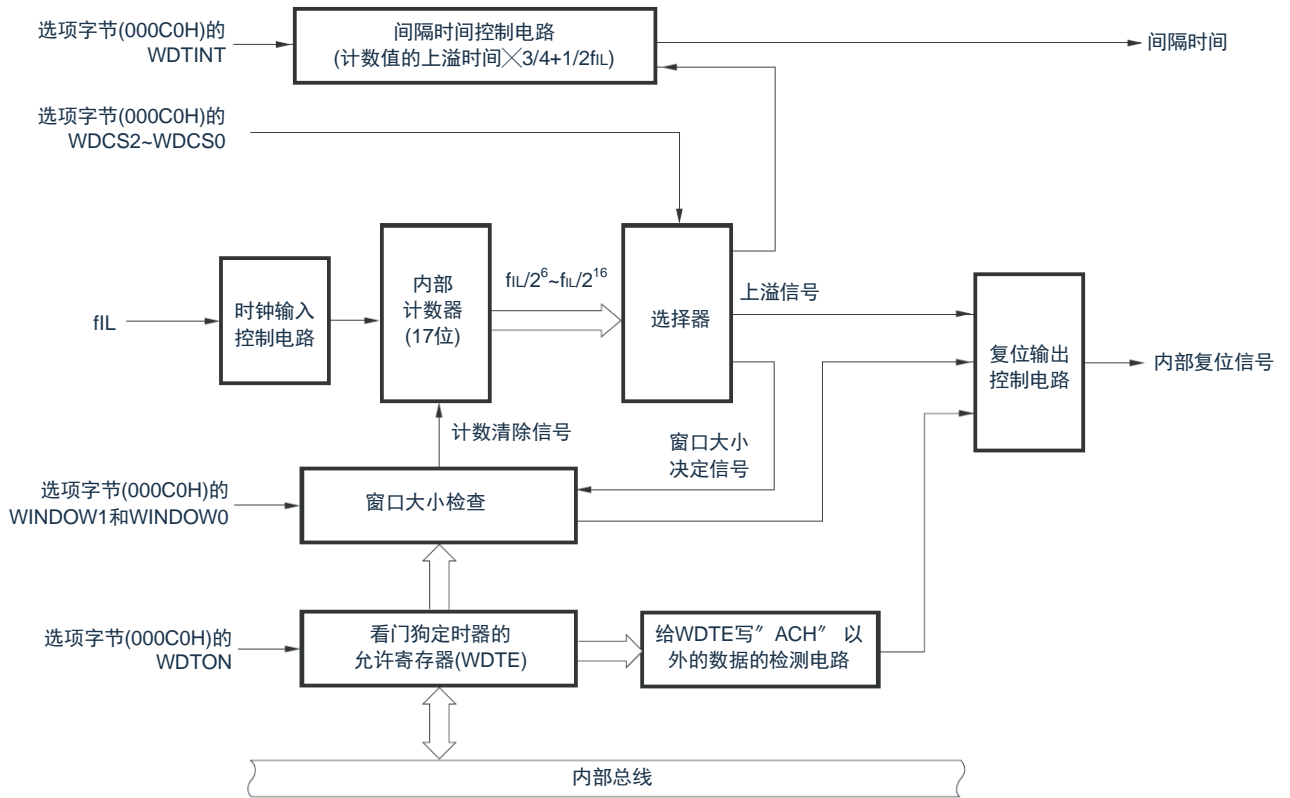 选项字节(000C0H)的
WDTINT
间隔时间控制电路
(计数值的上溢时间╳3/4+1/2fIL)
间隔时间
选项字节(000C0H)的
WDCS2~WDCS0
fIL
时钟输入
控制电路
内部
计数器
(17位)
fIL/2⁶~fIL/2¹⁶
选择器
上溢信号
复位输出
控制电路
内部复位信号
计数清除信号
窗口大小
决定信号
选项字节(000C0H)的
WINDOW1和WINDOW0
窗口大小检查
选项字节(000C0H)的
WDTON
看门狗定时器的
允许寄存器(WDTE)
给WDTE写″ ACH″ 以
外的数据的检测电路
内部总线